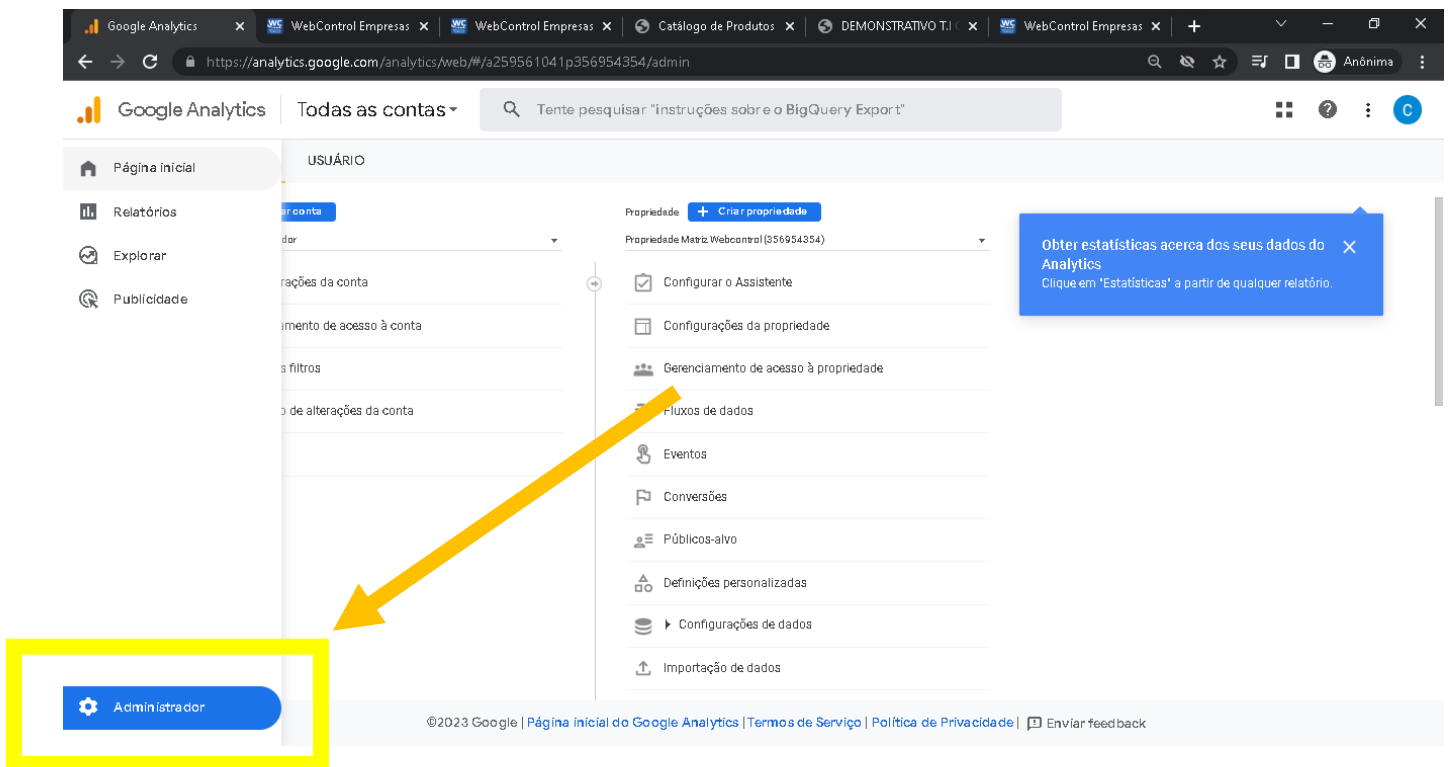 Google Analytics
WebControl Empresas
WebControl Empresas
Catálogo de Produtos
DEMONSTRATIVO T.I
WebControl Empresas
https://analytics.google.com/analytics/web/#/a259561041p356954354/admin
Anônima
Google Analytics
Todas as contas
Tente pesquisar "instruções sobre o BigQuery Export"
C
Página inicial
USUÁRIO
Relatórios
ar conta
Propriedade
+ Criar propriedade
dor
Propriedade Matriz Webcontrol (356954354)
Obter estatísticas acerca dos seus dados do
Analytics
Clique em "Estatísticas" a partir de qualquer relatório.
Explorar
rações da conta
Configurar o Assistente
Publicidade
amento de acesso à conta
Configurações da propriedade
s filtros
Gerenciamento de acesso à propriedade
o de alterações da conta
Fluxos de dados
Eventos
Conversões
Públicos-alvo
Definições personalizadas
Configurações de dados
Importação de dados
Administrador
©2023 Google | Página inicial do Google Analytics | Termos de Serviço | Política de Privacidade | Enviar feedback